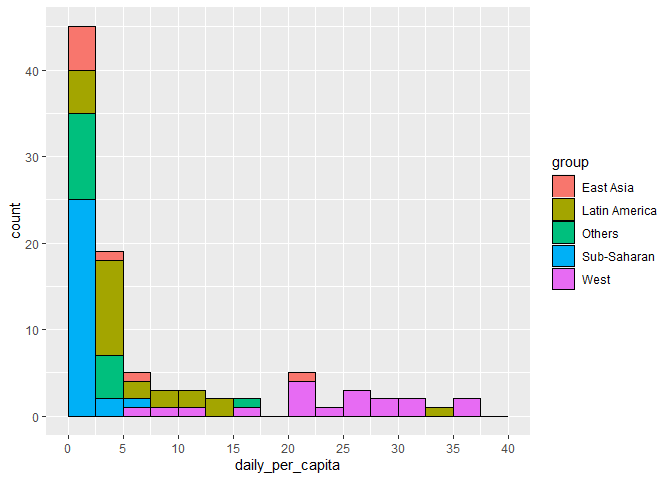 40
30
20
10
0
count
0 5 10 15 20 25 30 35 40
daily_per_capita
group
East Asia
Latin America
Others
Sub-Saharan
West